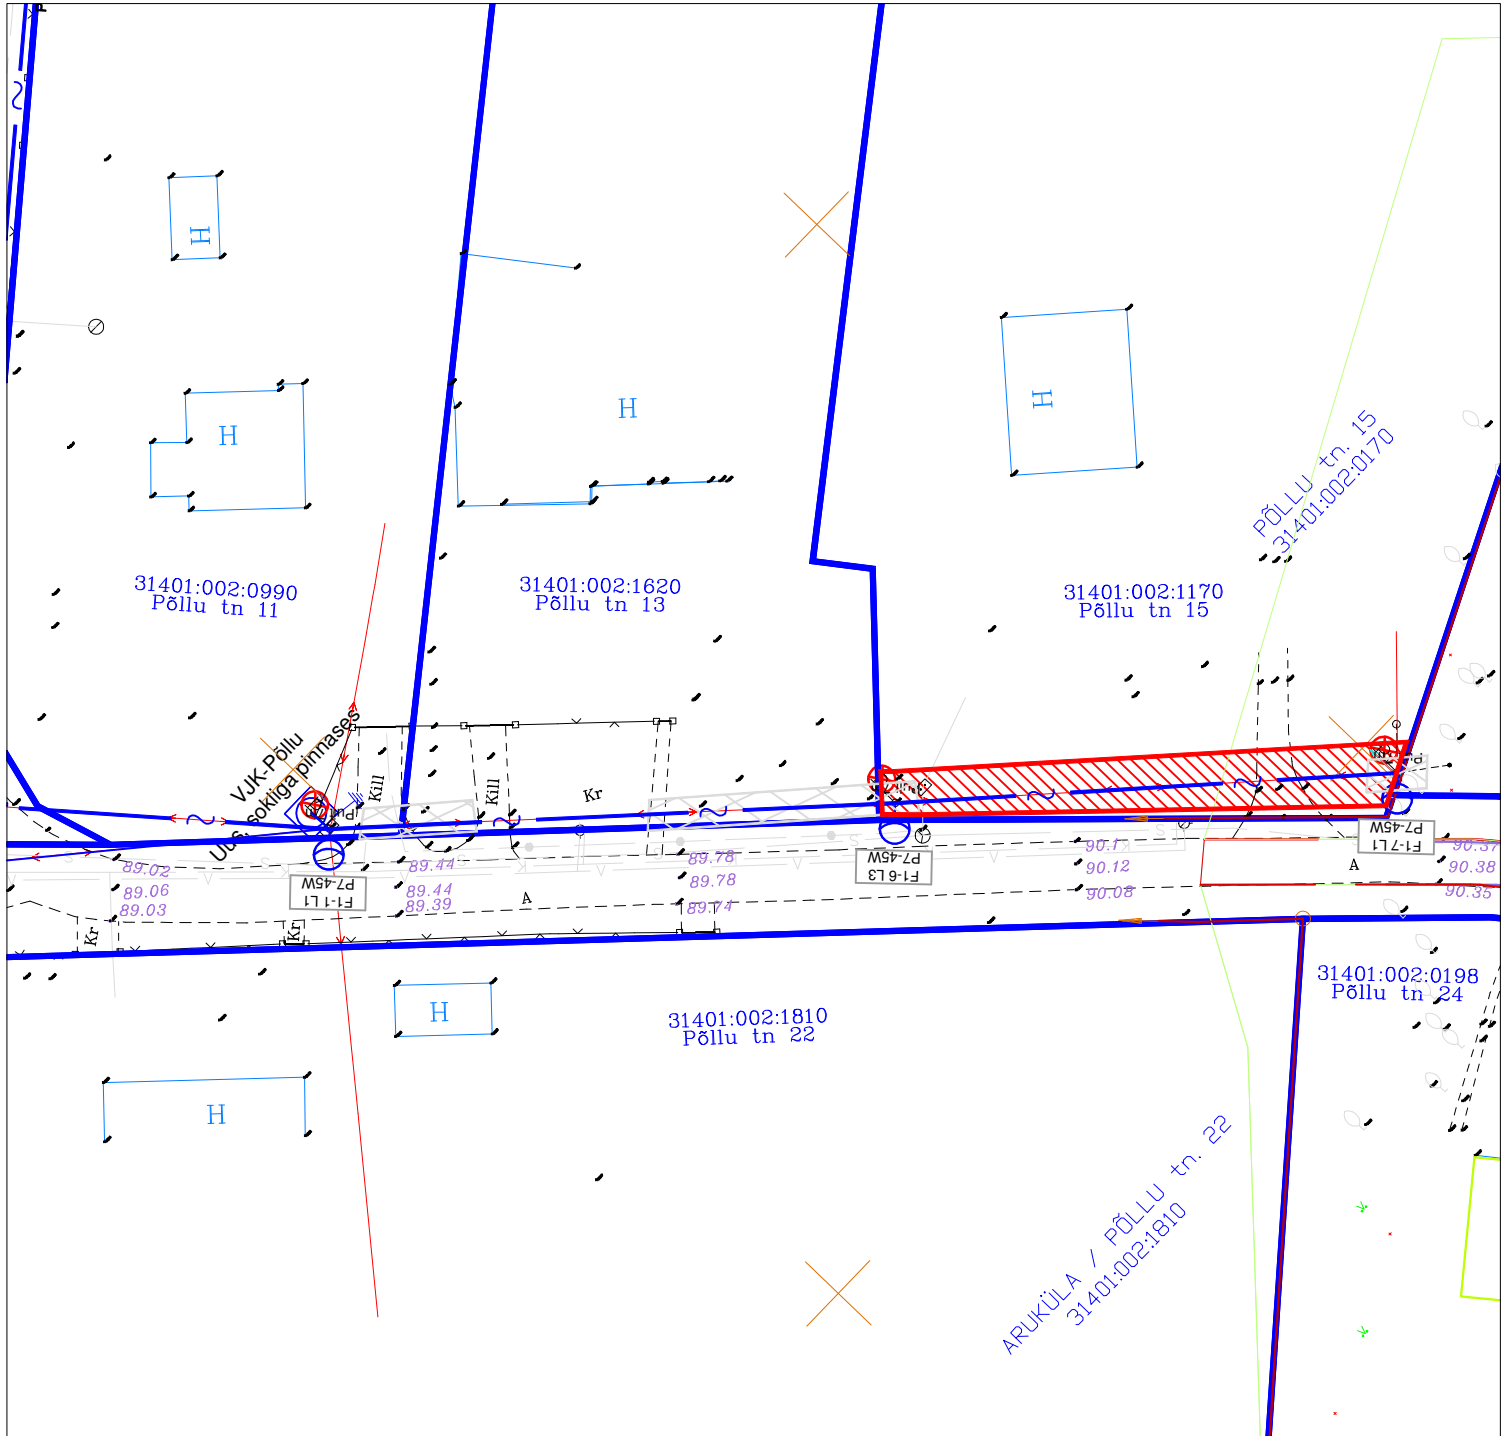 H
H
H
H
PÕLLU tn. 15
31401:002:0170
31401:002:0990
Põllu tn 11
31401:002:1620
Põllu tn 13
31401:002:1170
Põllu tn 15
VJK-Põllu
Uus, sokliga pinnases
Kill
Kill
Kr
89.02
89.06
89.03
89.44
89.44
89.39
89.78
89.78
89.74
90.12
90.08
90.37
90.38
90.35
F1-1 L1
P7-45W
F1-6 L3
P7-45W
F1-7 L1
P7-45W
A
A
Kr
Kr
31401:002:0198
Põllu tn 24
31401:002:1810
Põllu tn 22
H
H
ARUKÜLA / PÕLLU tn. 22
31401:002:1810